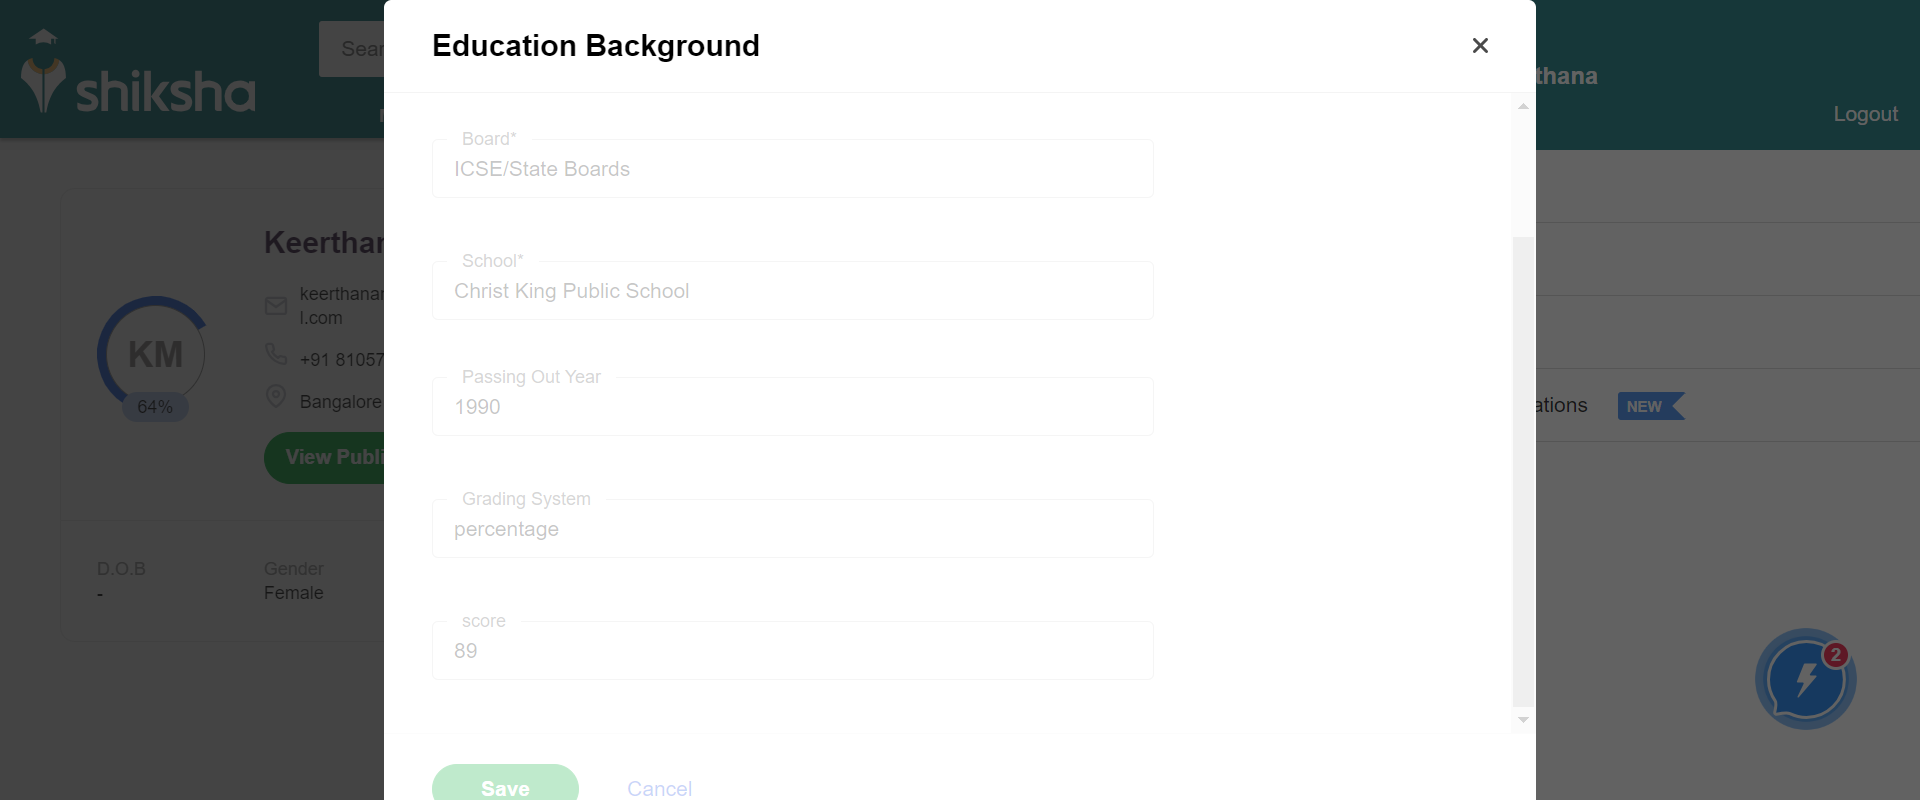 shiksha
Sear
Education Background
thana
Logout
Board*
ICSE/State Boards
School*
Christ King Public School
Passing Out Year
1990
Grading System
percentage
score
89
Save
Cancel
Keerthan
keerthanar
l.com
+91 81057
Bangalore
KM
64%
View Publi
D.O.B
-
Gender
Female
ations
NEW
2